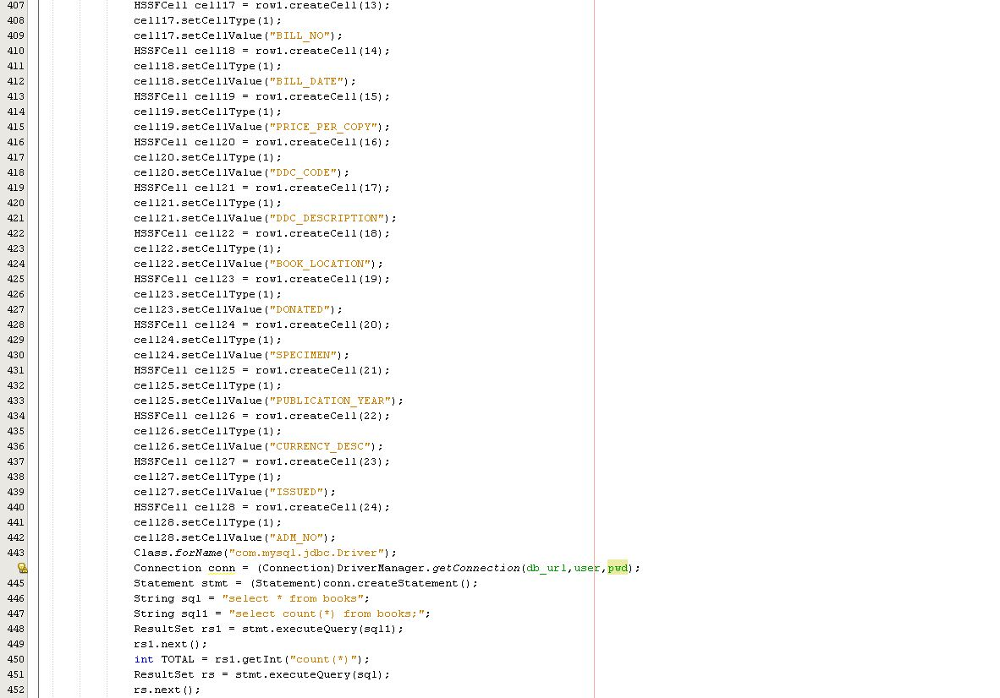 407 HSSFCell cell17 = row1.createCell(13);
408 cell17.setCellType(1);
409 cell17.setCellValue("BILL_NO");
410 HSSFCell cell18 = row1.createCell(14);
411 cell18.setCellType(1);
412 cell18.setCellValue("BILL_DATE");
413 HSSFCell cell19 = row1.createCell(15);
414 cell19.setCellType(1);
415 cell19.setCellValue("PRICE_PER_COPY");
416 HSSFCell cell20 = row1.createCell(16);
417 cell20.setCellType(1);
418 cell20.setCellValue("DDC_CODE");
419 HSSFCell cell21 = row1.createCell(17);
420 cell21.setCellType(1);
421 cell21.setCellValue("DDC_DESCRIPTION");
422 HSSFCell cell22 = row1.createCell(18);
423 cell22.setCellType(1);
424 cell22.setCellValue("BOOK_LOCATION");
425 HSSFCell cell23 = row1.createCell(19);
426 cell23.setCellType(1);
427 cell23.setCellValue("DONATED");
428 HSSFCell cell24 = row1.createCell(20);
429 cell24.setCellType(1);
430 cell24.setCellValue("SPECIMEN");
431 HSSFCell cell25 = row1.createCell(21);
432 cell25.setCellType(1);
433 cell25.setCellValue("PUBLICATION_YEAR");
434 HSSFCell cell26 = row1.createCell(22);
435 cell26.setCellType(1);
436 cell26.setCellValue("CURRENCY_DESC");
437 HSSFCell cell27 = row1.createCell(23);
438 cell27.setCellType(1);
439 cell27.setCellValue("ISSUED");
440 HSSFCell cell28 = row1.createCell(24);
441 cell28.setCellType(1);
442 cell28.setCellValue("ADM_NO");
443 Class.forName("com.mysql.jdbc.Driver");
Connection conn = (Connection)DriverManager.getConnection(db_url,user,pwd);
445 Statement stmt = (Statement)conn.createStatement();
446 String sql = "select * from books";
447 String sql1 = "select count(*) from books;";
448 ResultSet rs1 = stmt.executeQuery(sql1);
449 rs1.next();
450 int TOTAL = rs1.getInt("count(*)");
451 ResultSet rs = stmt.executeQuery(sql);
452 rs.next();